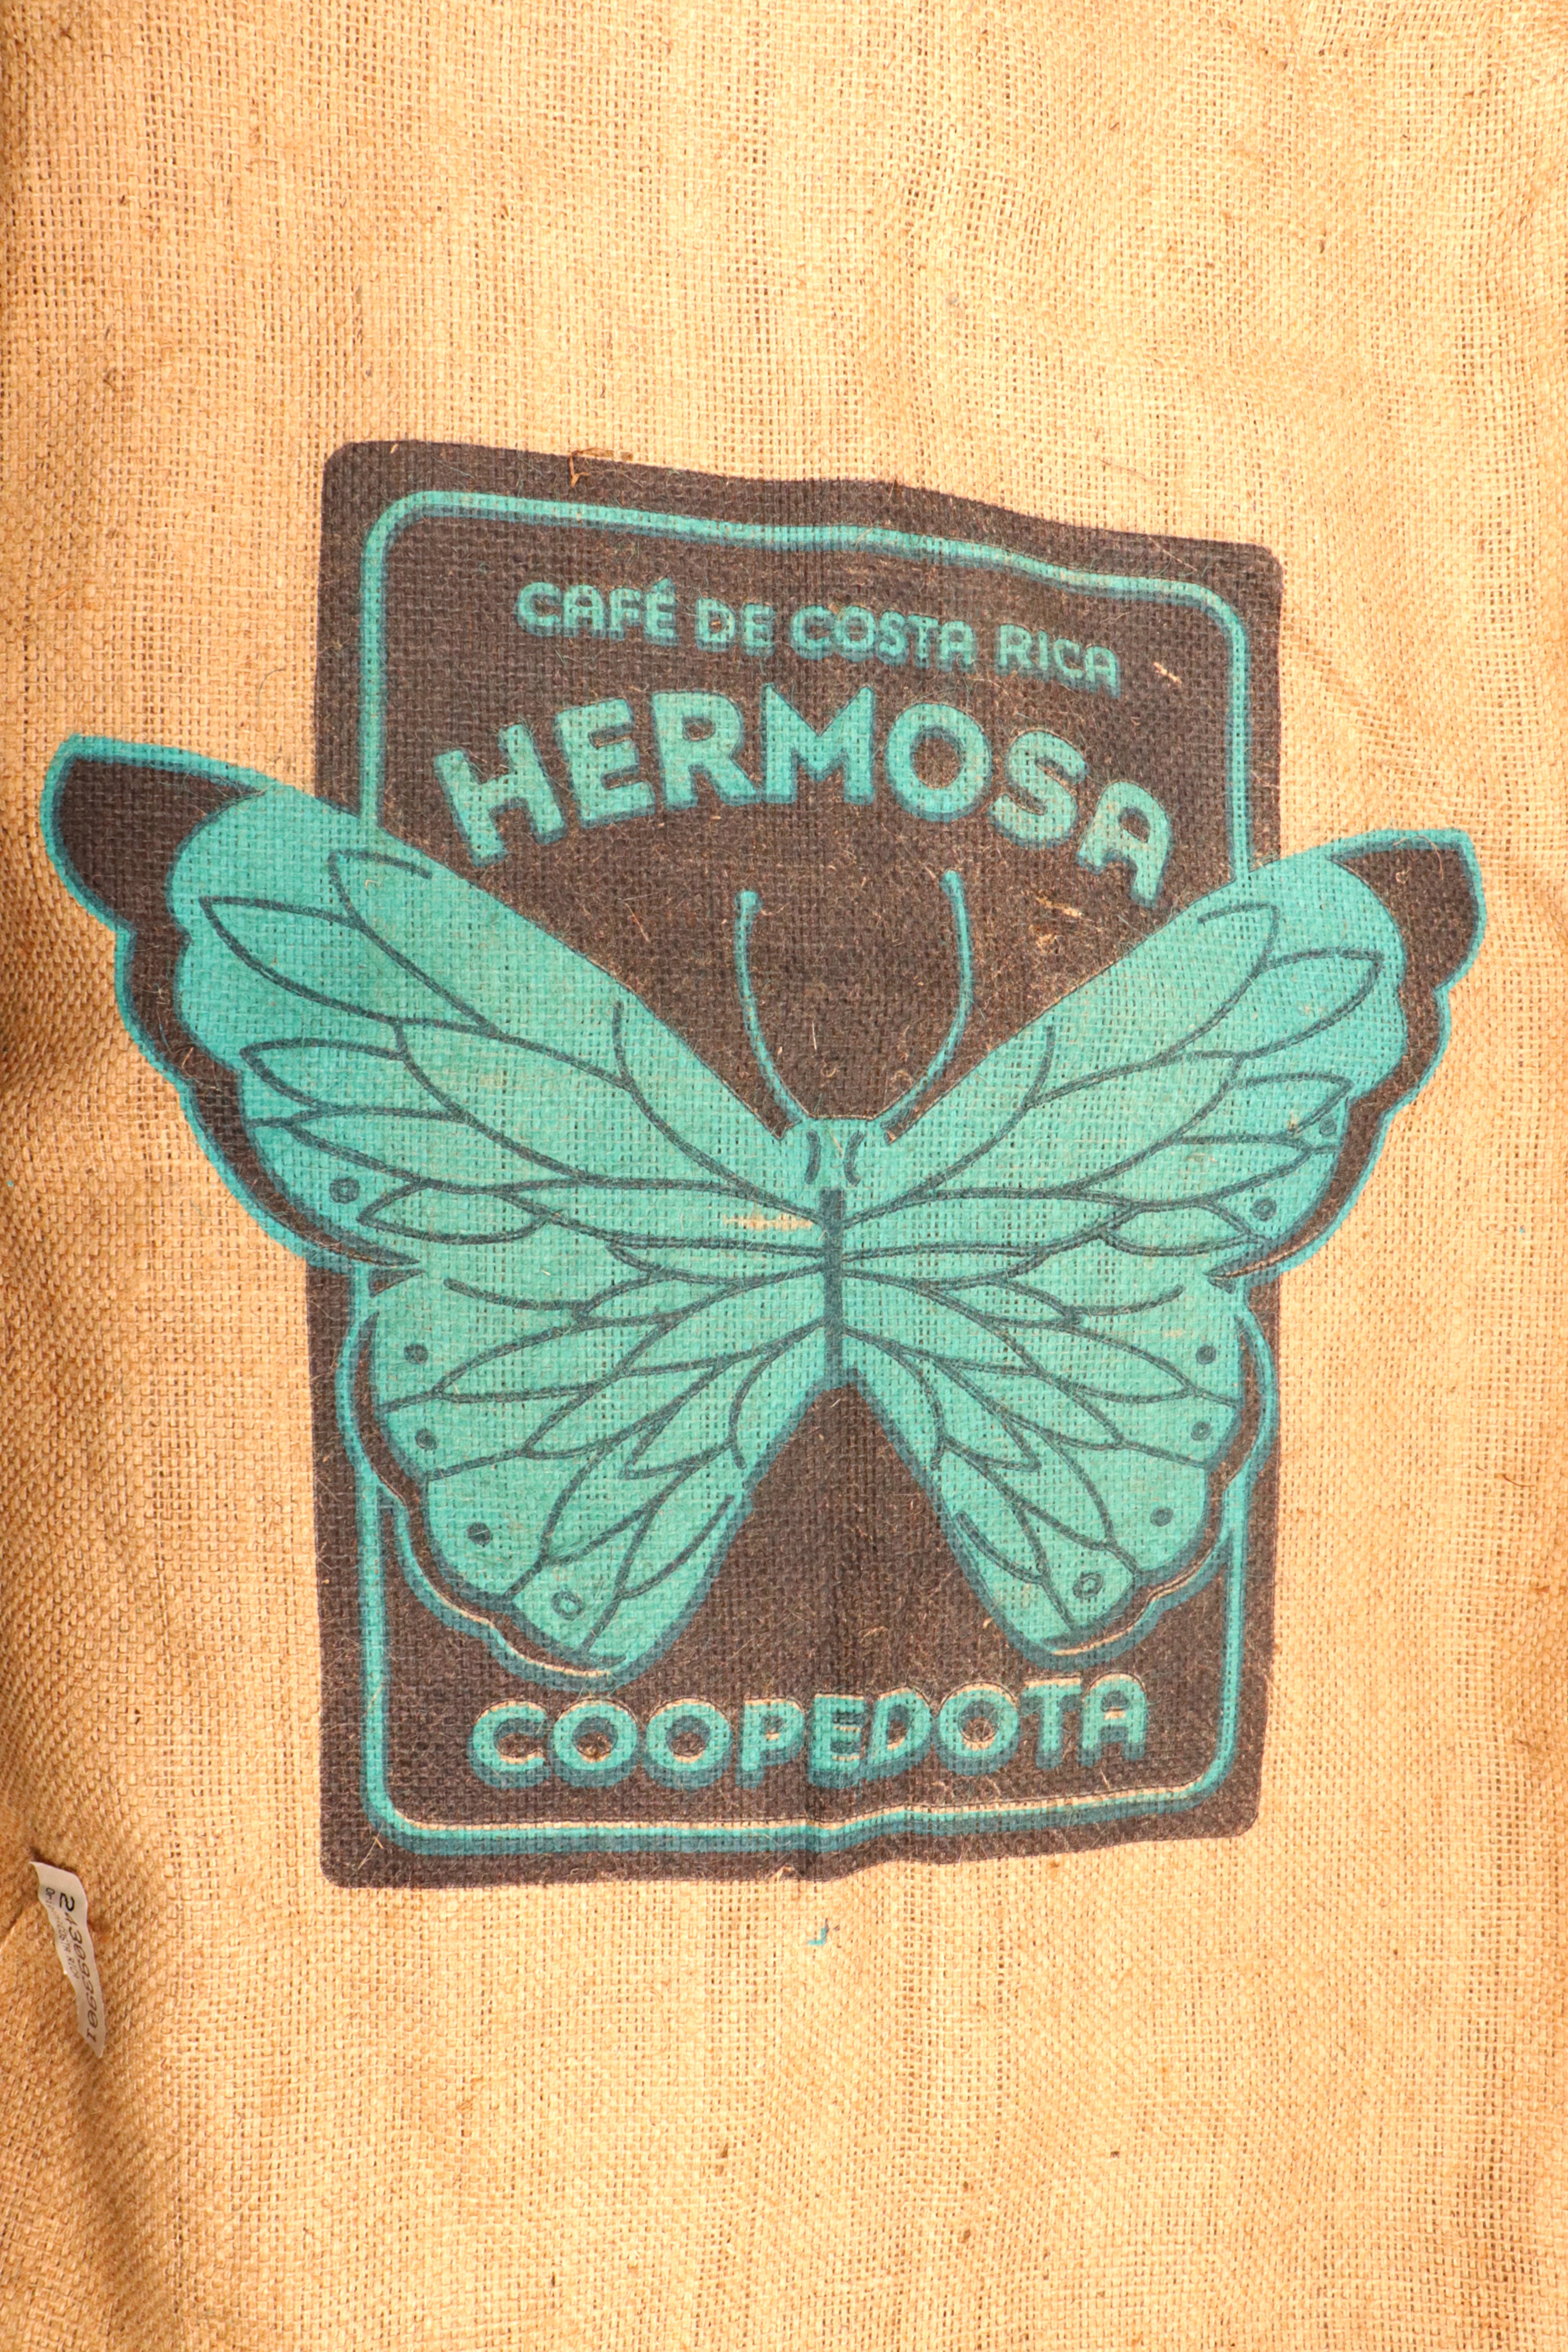 CAFÉ DE COSTA RICA
HERMOSA
COOPEDOTA